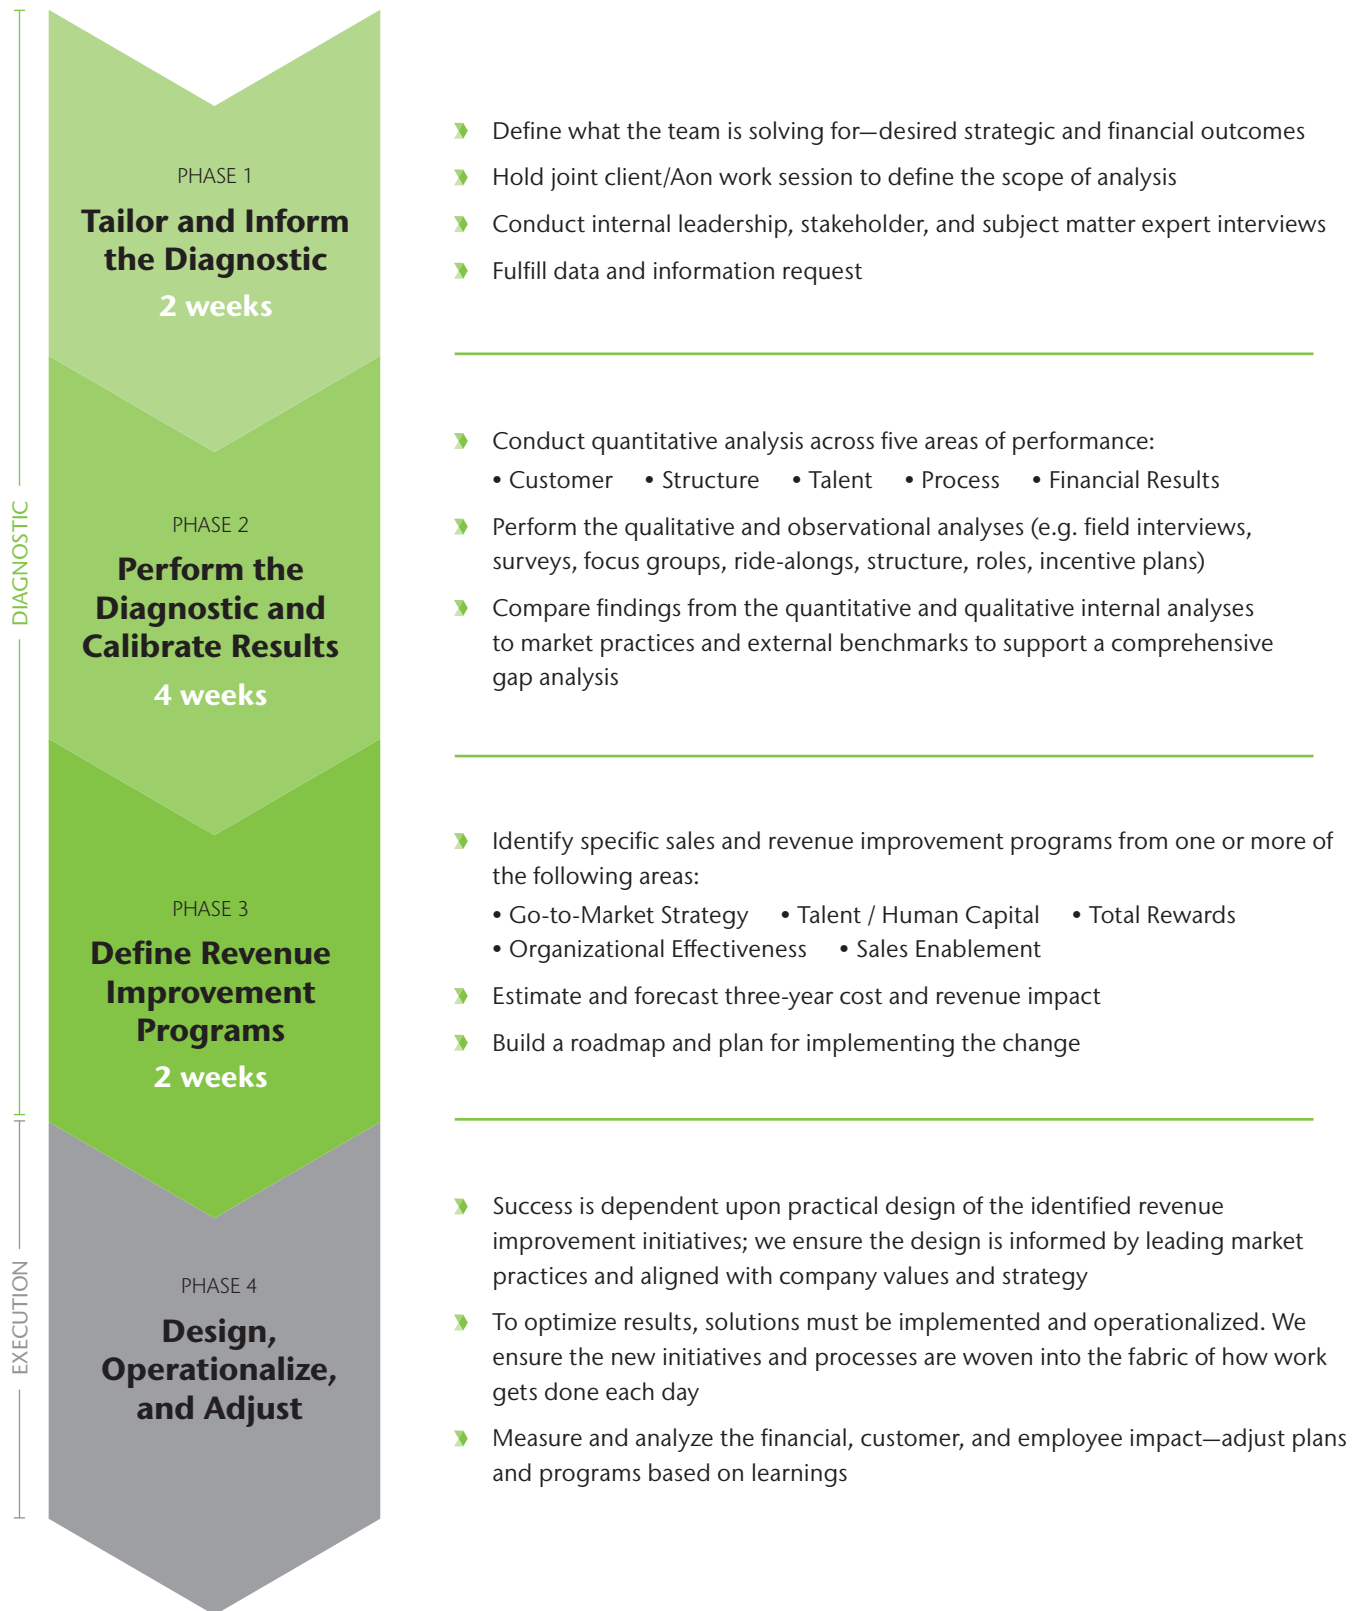 DIAGNOSTIC
PHASE 1
Tailor and Inform
the Diagnostic
2 weeks
Define what the team is solving for—desired strategic and financial outcomes
Hold joint client/Aon work session to define the scope of analysis
Conduct internal leadership, stakeholder, and subject matter expert interviews
Fulfill data and information request
PHASE 2
Perform the
Diagnostic and
Calibrate Results
4 weeks
Conduct quantitative analysis across five areas of performance:
• Customer • Structure • Talent • Process • Financial Results
Perform the qualitative and observational analyses (e.g. field interviews,
surveys, focus groups, ride-alongs, structure, roles, incentive plans)
Compare findings from the quantitative and qualitative internal analyses
to market practices and external benchmarks to support a comprehensive
gap analysis
PHASE 3
Define Revenue
Improvement
Programs
2 weeks
Identify specific sales and revenue improvement programs from one or more of
the following areas:
• Go-to-Market Strategy • Talent / Human Capital • Total Rewards
• Organizational Effectiveness • Sales Enablement
Estimate and forecast three-year cost and revenue impact
Build a roadmap and plan for implementing the change
EXECUTION
PHASE 4
Design,
Operationalize,
and Adjust
Success is dependent upon practical design of the identified revenue
improvement initiatives; we ensure the design is informed by leading market
practices and aligned with company values and strategy
To optimize results, solutions must be implemented and operationalized. We
ensure the new initiatives and processes are woven into the fabric of how work
gets done each day
Measure and analyze the financial, customer, and employee impact—adjust plans
and programs based on learnings